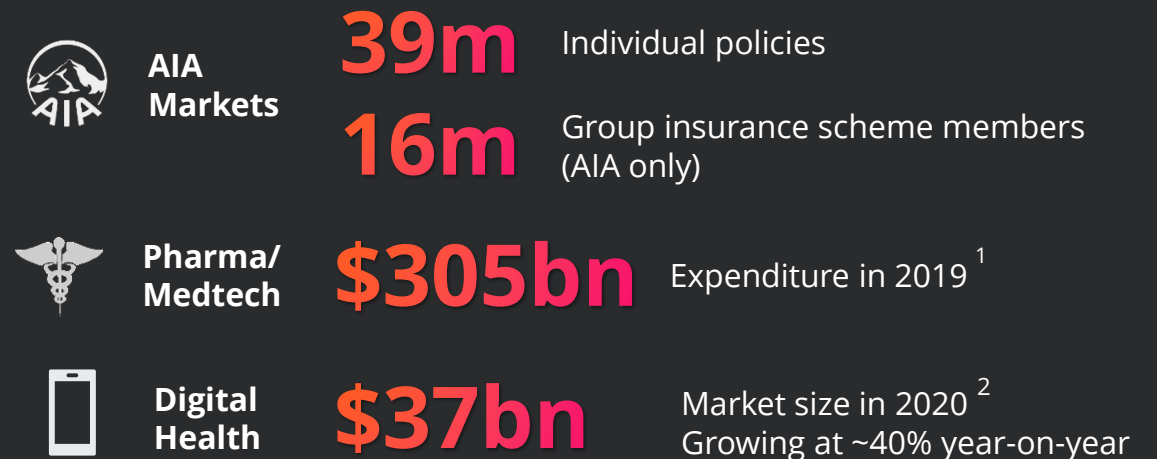 39m Individual policies
AIA
AIA
Markets
16m Group insurance scheme members
(AIA only)
Pharma/
Medtech
$305bn Expenditure in 2019 1
Digital
Health
$37bn Market size in 2020 2
Growing at ~40% year-on-year